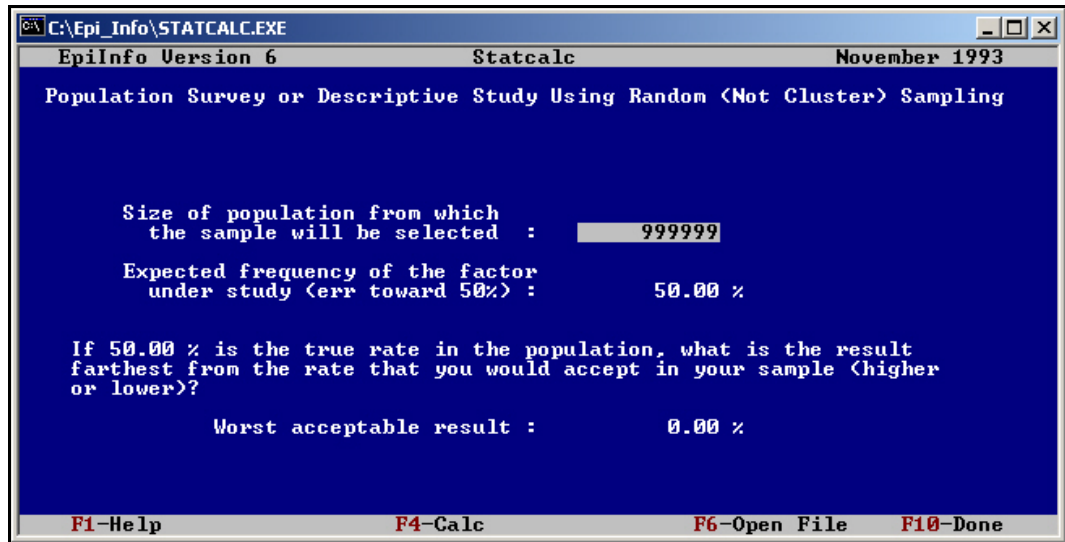 C:\Epi_Info\STATCALC.EXE
EpiInfo Version 6 Statcalc November 1993
Population Survey or Descriptive Study Using Random (Not Cluster) Sampling
Size of population from which
the sample will be selected : 999999
Expected frequency of the factor
under study (err toward 50%) : 50.00 %
If 50.00 % is the true rate in the population, what is the result
farthest from the rate that you would accept in your sample (higher
or lower)?
Worst acceptable result : 0.00 %
F1-Help F4-Calc F6-Open File F10-Done